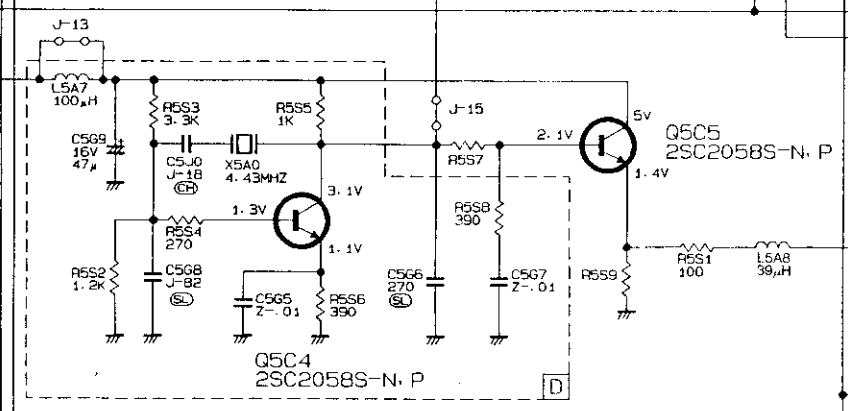 J-13
L5A7
100μH
R5S3
3.3K
R5S5
1K
J-15
5V
Q5C5
2SC2058S-N, P
2.1V
C5G9
16V
47μ
C5J0
J-18
CH
X5A0
4.43MHZ
R5S7
1.4V
3.1V
1.3V
R5S4
270
R5S8
390
1.1V
R5S2
1.2K
C5G8
J-82
SL
C5G5
Z-.01
R5S6
390
C5G6
270
SL
C5G7
Z-.01
R5S9
R5S1
100
L5A8
39μH
Q5C4
2SC2058S-N, P
D